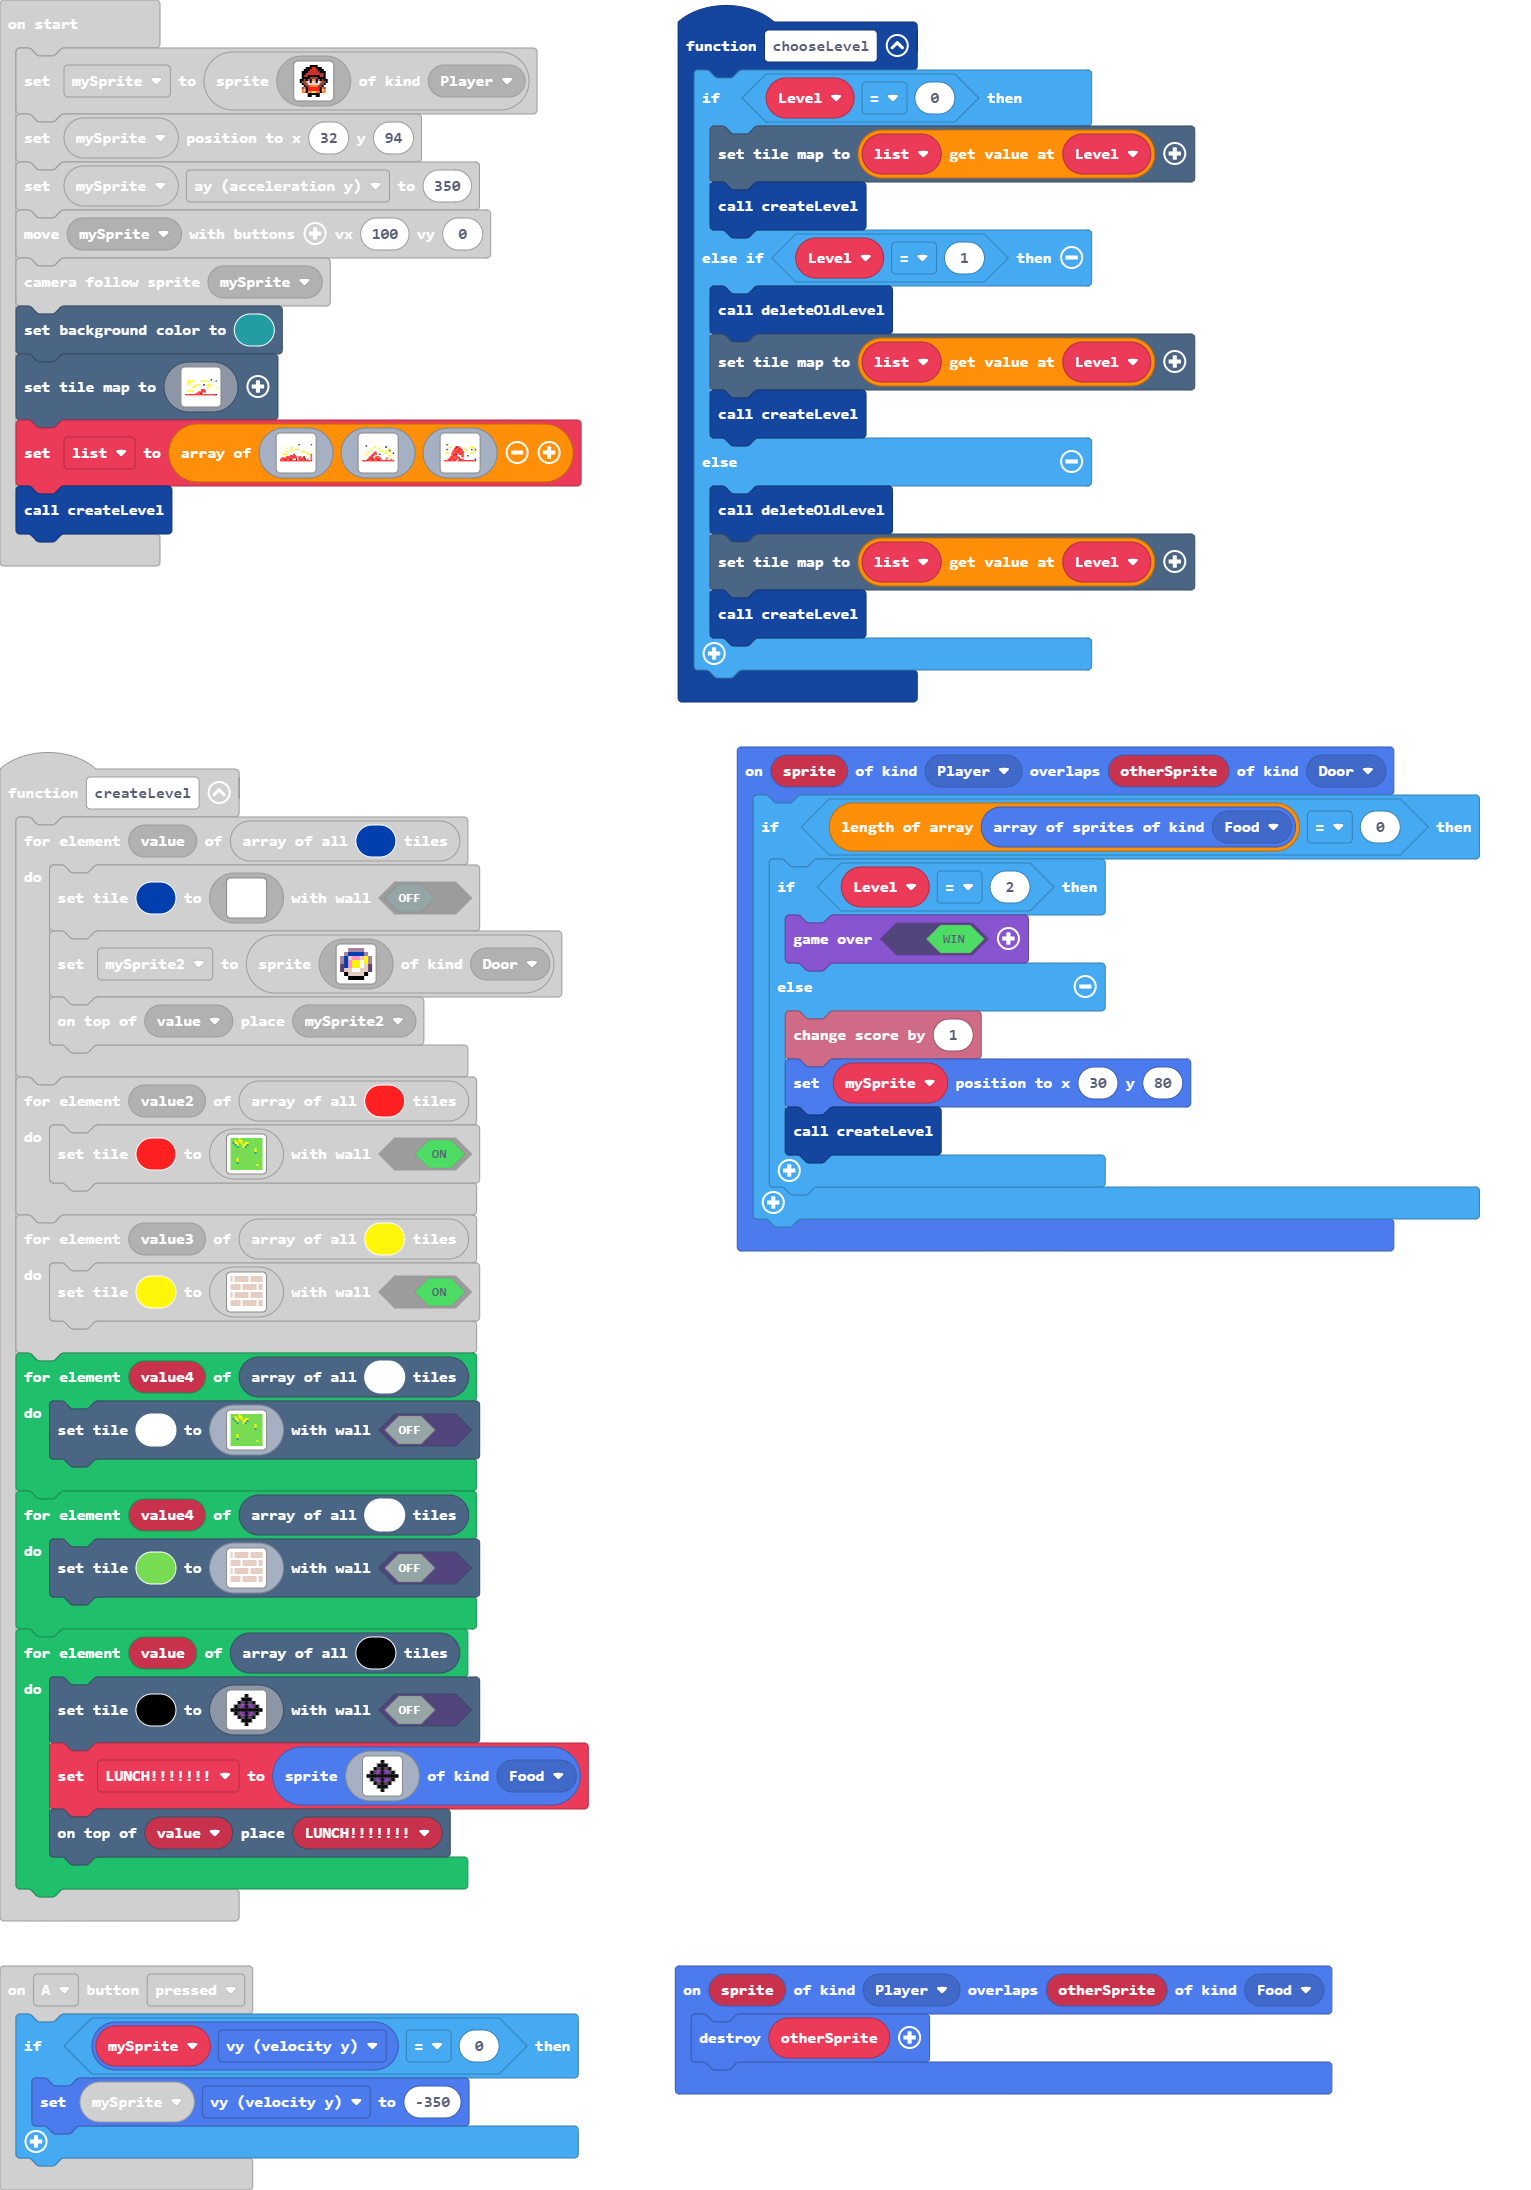 on start
set mySprite to sprite of kind Player
set mySprite position to x 32 y 94
set mySprite ay (acceleration y) to 350
move mySprite with buttons vx 100 vy 0
camera follow sprite mySprite
set background color to
set tile map to
set list to array of
call createLevel
function chooseLevel
if Level = 0 then
set tile map to list get value at Level
call createLevel
else if Level = 1 then
call deleteOldLevel
set tile map to list get value at Level
call createLevel
else
call deleteOldLevel
set tile map to list get value at Level
call createLevel
function createLevel
for element value of array of all tiles
do
set tile to with wall OFF
set mySprite2 to sprite of kind Door
on top of value place mySprite2
for element value2 of array of all tiles
do
set tile to with wall ON
for element value3 of array of all tiles
do
set tile to with wall ON
for element value4 of array of all tiles
do
set tile to with wall OFF
for element value4 of array of all tiles
do
set tile to with wall OFF
for element value of array of all tiles
do
set tile to with wall OFF
set LUNCH!!!!!!! to sprite of kind Food
on top of value place LUNCH!!!!!!!
on sprite of kind Player overlaps otherSprite of kind Door
if length of array array of sprites of kind Food = 0 then
if Level = 2 then
game over WIN
else
change score by 1
set mySprite position to x 30 y 80
call createLevel
on A button pressed
if mySprite vy (velocity y) = 0 then
set mySprite vy (velocity y) to -350
on sprite of kind Player overlaps otherSprite of kind Food
destroy otherSprite